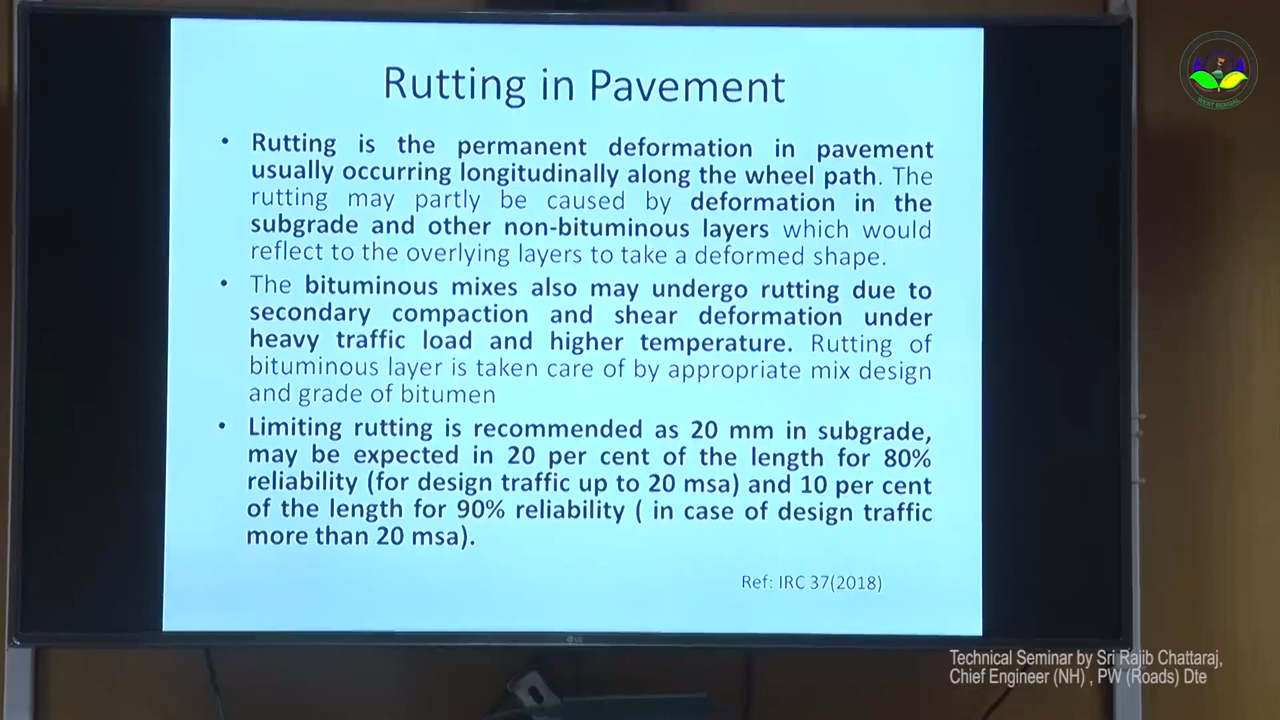 Rutting in Pavement
• Rutting is the permanent deformation in pavement
usually occurring longitudinally along the wheel path. The
rutting may partly be caused by deformation in the
subgrade and other non-bituminous layers which would
reflect to the overlying layers to take a deformed shape.
• The bituminous mixes also may undergo rutting due to
secondary compaction and shear deformation under
heavy traffic load and higher temperature. Rutting of
bituminous layer is taken care of by appropriate mix design
and grade of bitumen
• Limiting rutting is recommended as 20 mm in subgrade,
may be expected in 20 per cent of the length for 80%
reliability (for design traffic up to 20 msa) and 10 per cent
of the length for 90% reliability ( in case of design traffic
more than 20 msa).
Ref: IRC 37(2018)
LG
WEST BENGAL
Technical Seminar by Sri Rajib Chattaraj,
Chief Engineer (NH) , PW (Roads) Dte